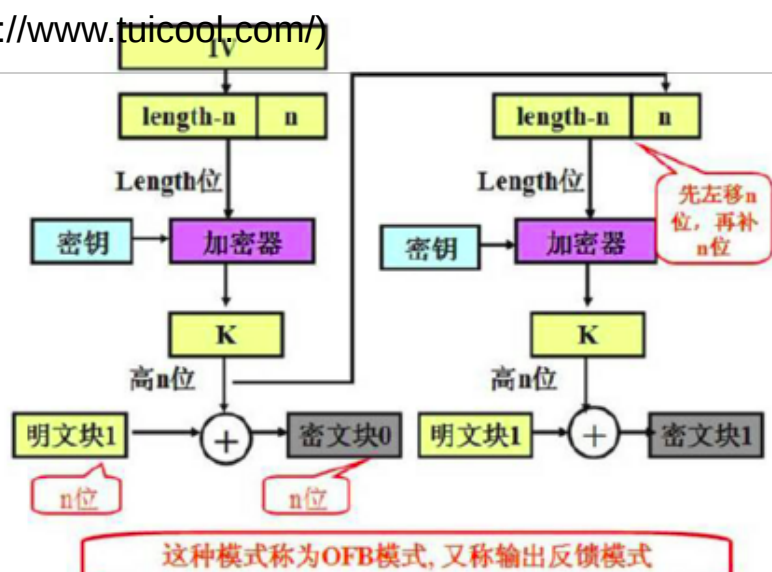 ://www.tuicool.com/)
IV
length-n n
length-n n
Length位
Length位
先左移n
位，再补
n位
密钥
加密器
密钥
加密器
K
K
高n位
高n位
明文块1
+
密文块0
明文块1
+
密文块1
n位
n位
这种模式称为OFB模式, 又称输出反馈模式